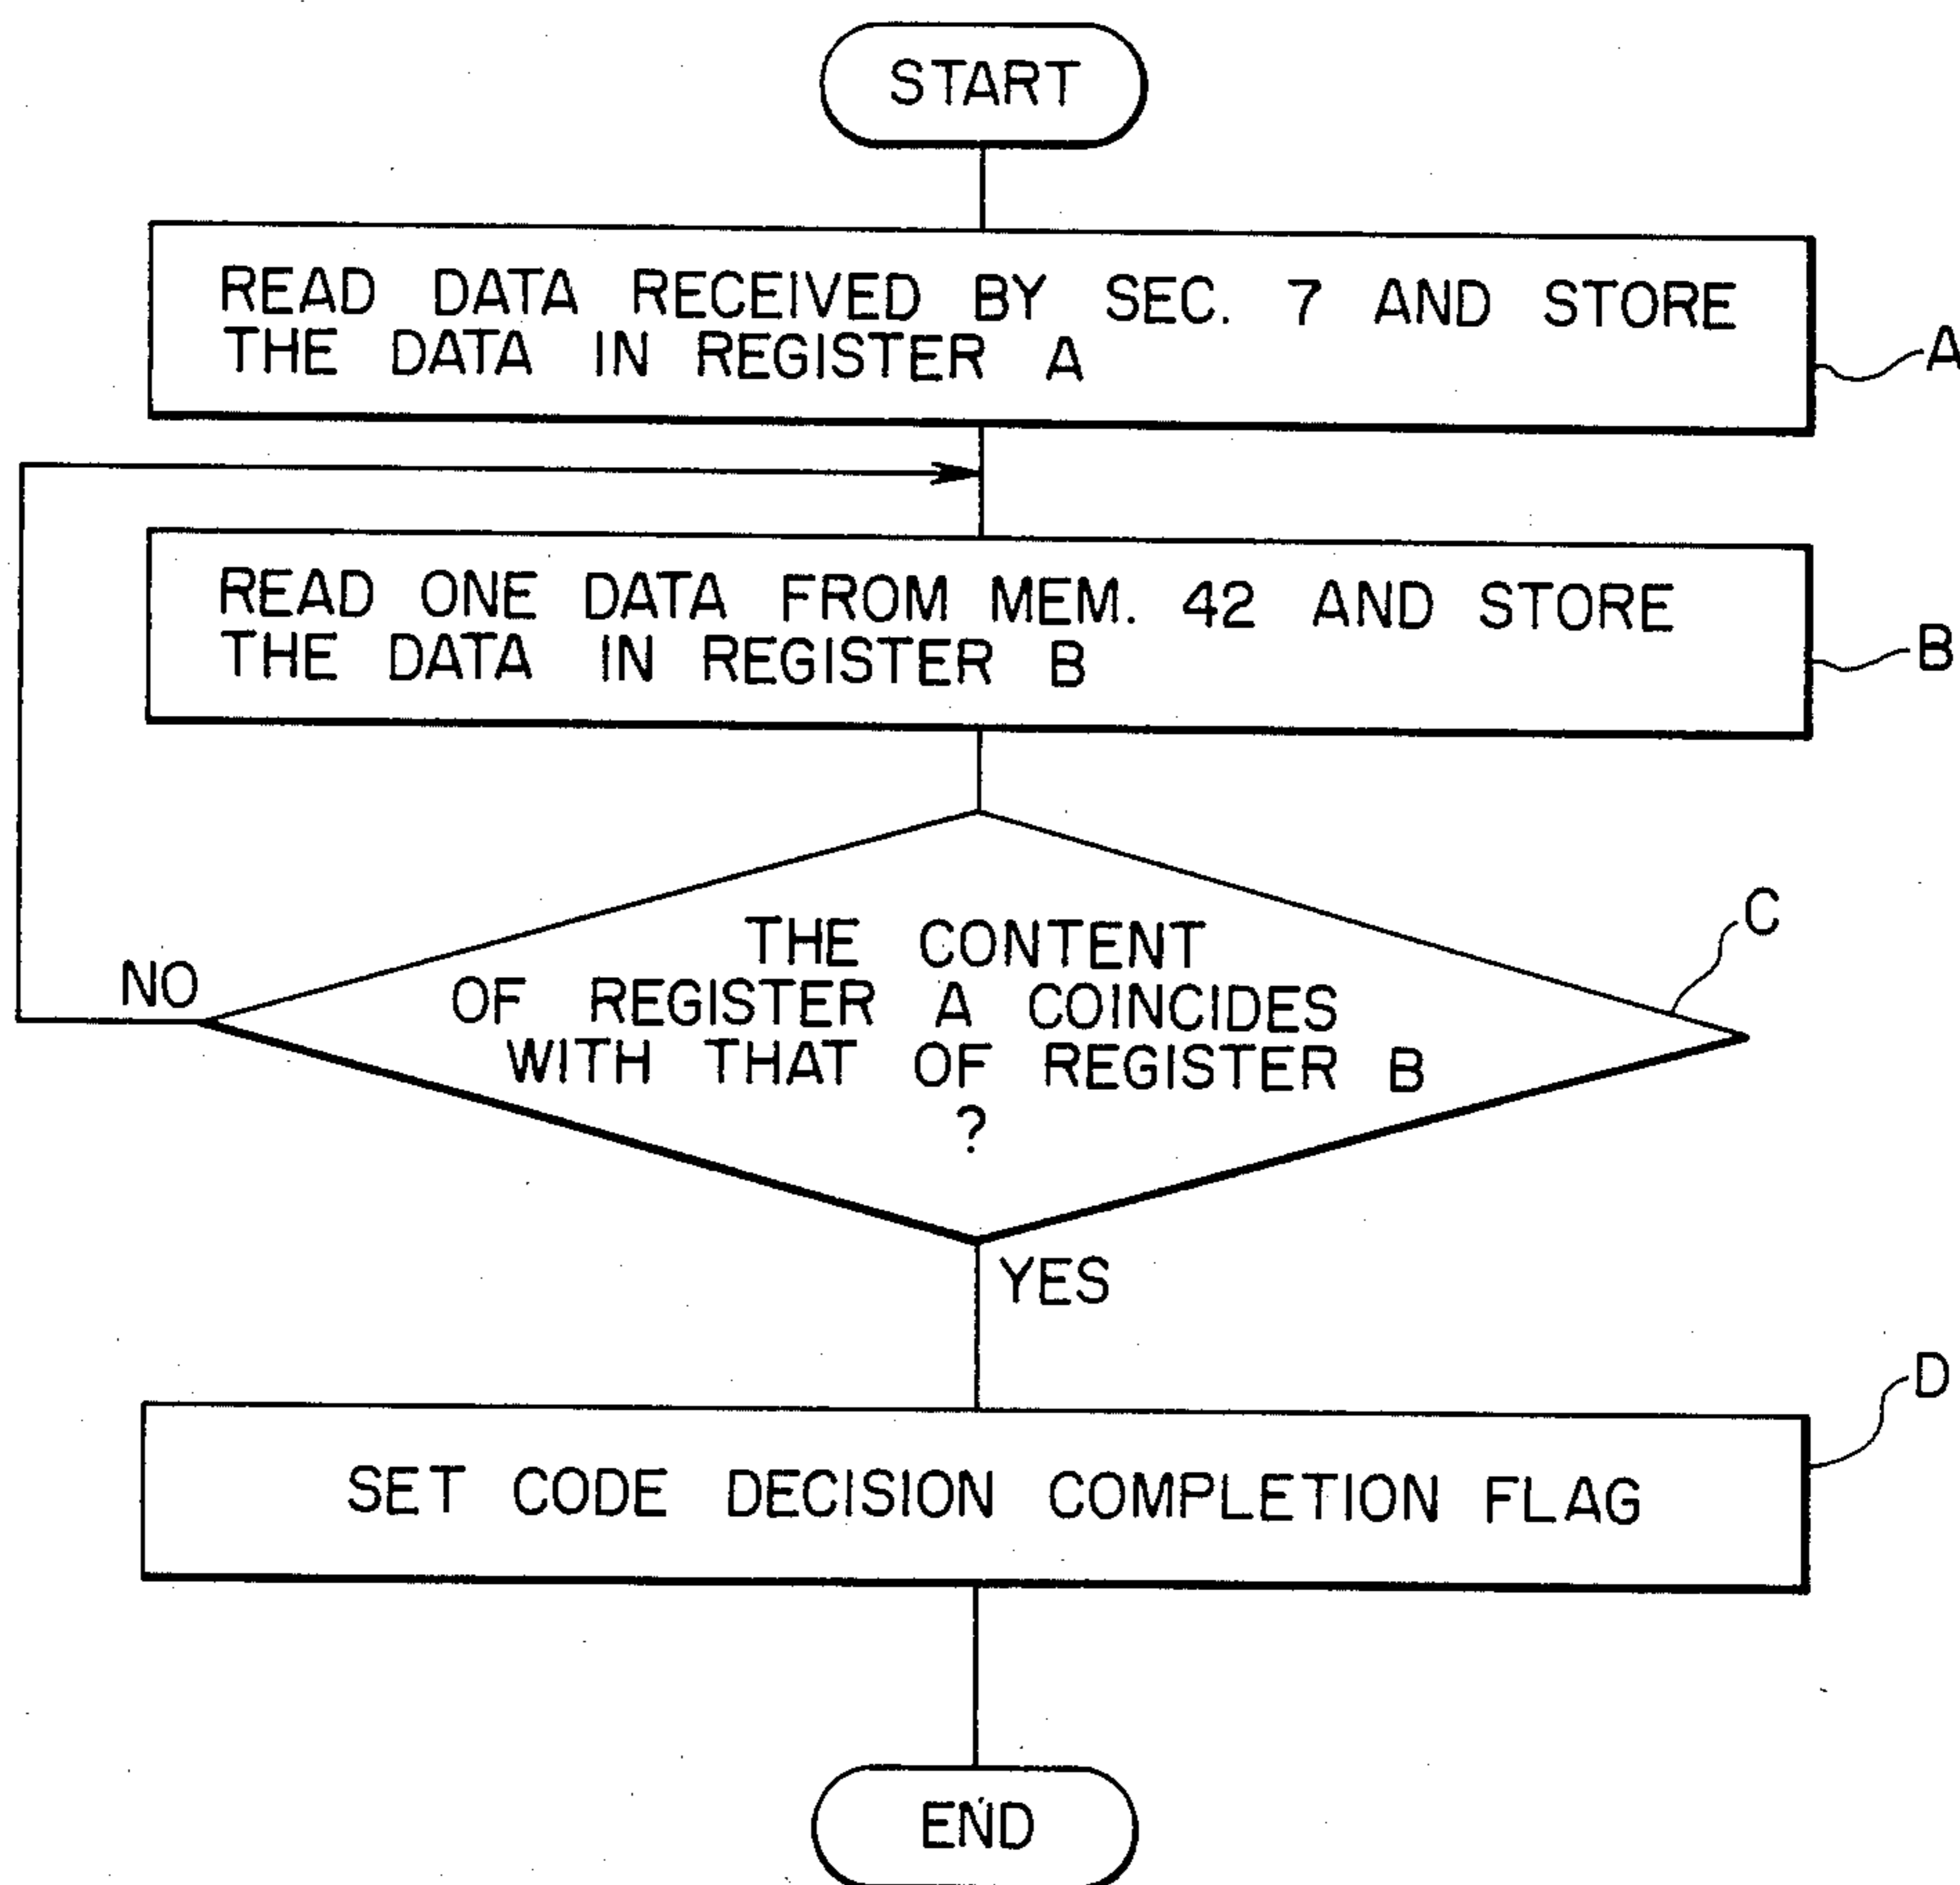 START
READ DATA RECEIVED BY SEC. 7 AND STORE
THE DATA IN REGISTER A
A
READ ONE DATA FROM MEM. 42 AND STORE
THE DATA IN REGISTER B
B
C
THE CONTENT
NO
OF REGISTER A COINCIDES
WITH THAT OF REGISTER B
?
YES
D
SET CODE DECISION COMPLETION FLAG
END